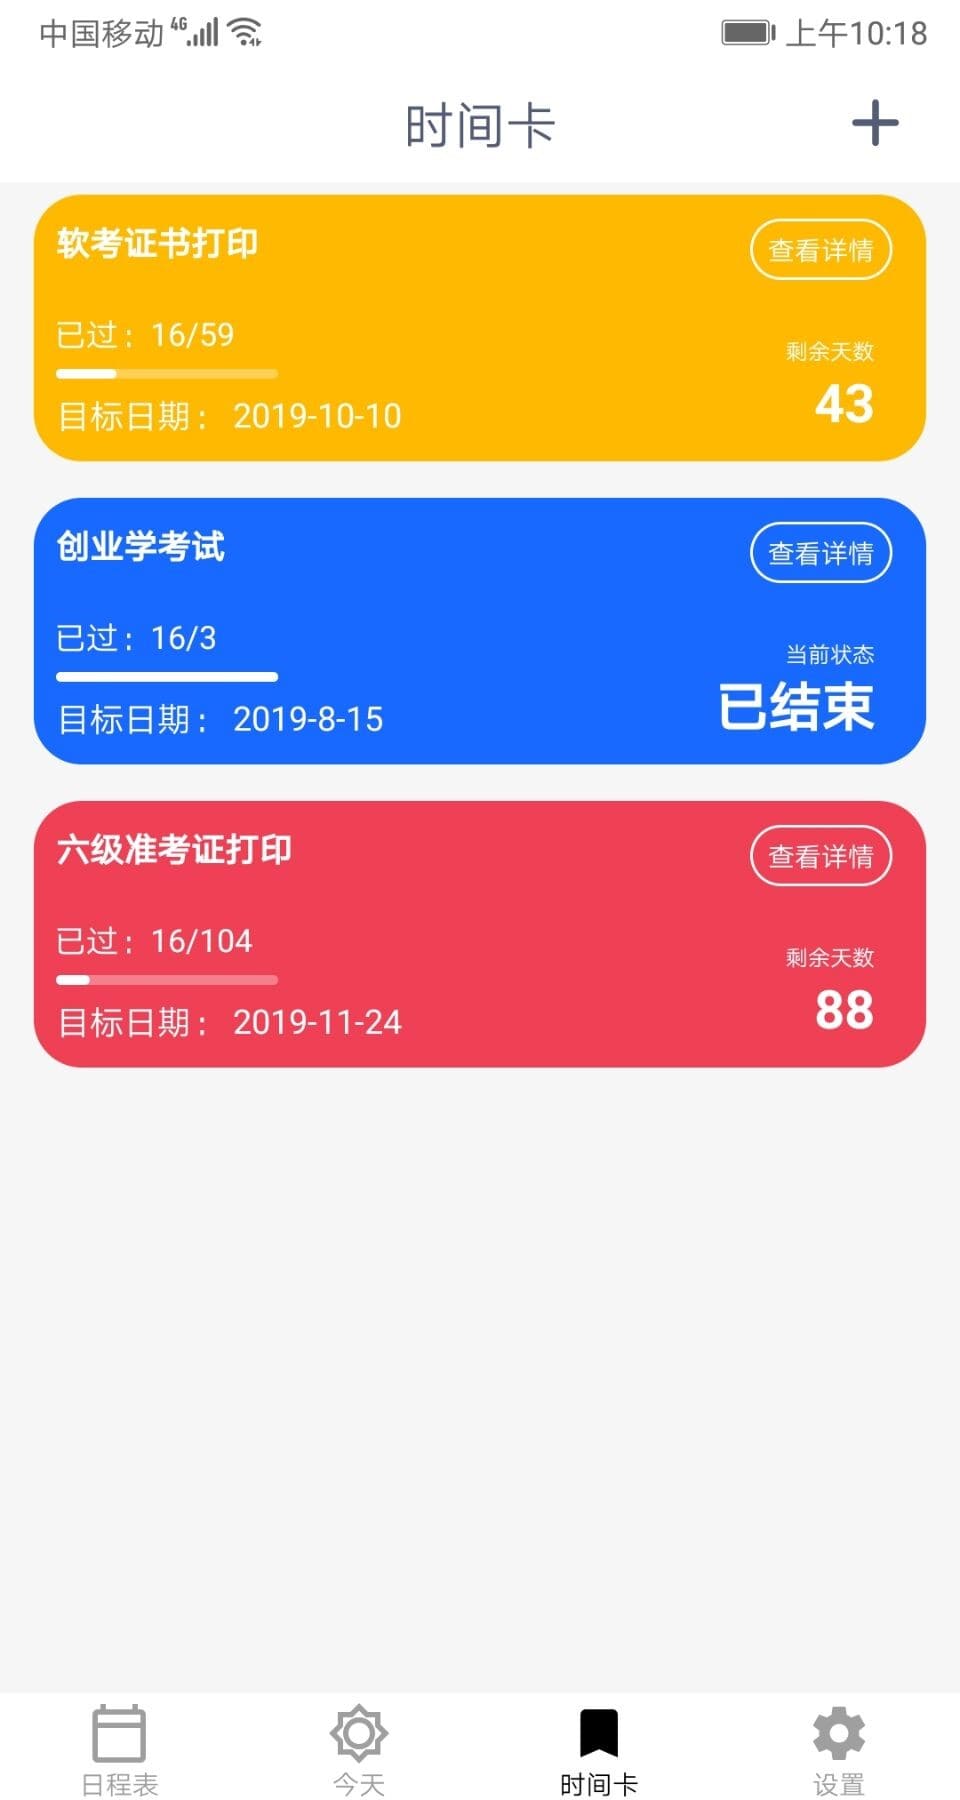 中国移动 4G 上午10:18
时间卡
软考证书打印
查看详情
已过：16/59
剩余天数
43
目标日期： 2019-10-10
创业学考试
查看详情
已过：16/3
当前状态
已结束
目标日期： 2019-8-15
六级准考证打印
查看详情
已过：16/104
剩余天数
88
目标日期： 2019-11-24
日程表 今天 时间卡 设置